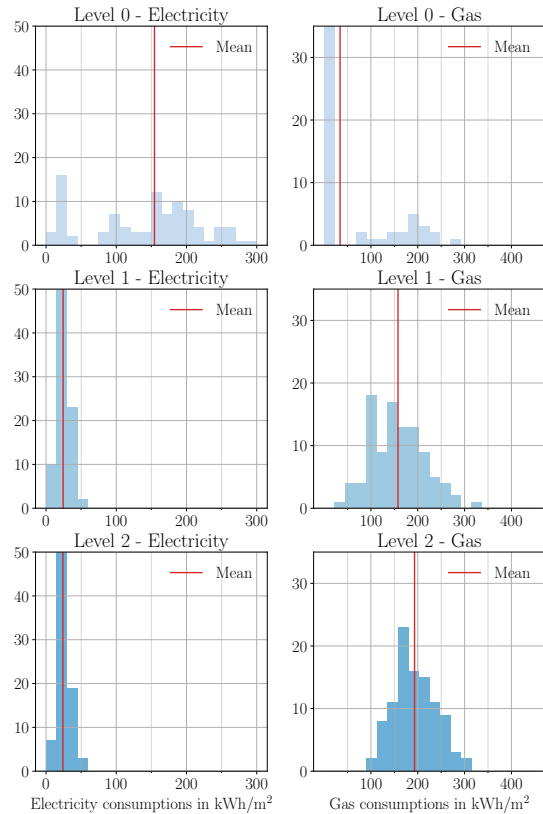 Level 0 - Electricity
50
40
30
20
10
0
0 100 200 300
Mean
Level 0 - Gas
30
20
10
0
100 200 300 400
Mean
Level 1 - Electricity
50
40
30
20
10
0
0 100 200 300
Mean
Level 1 - Gas
30
20
10
0
100 200 300 400
Mean
Level 2 - Electricity
50
40
30
20
10
0
0 100 200 300
Mean
Electricity consumptions in kWh/m²
Level 2 - Gas
30
20
10
0
100 200 300 400
Mean
Gas consumptions in kWh/m²